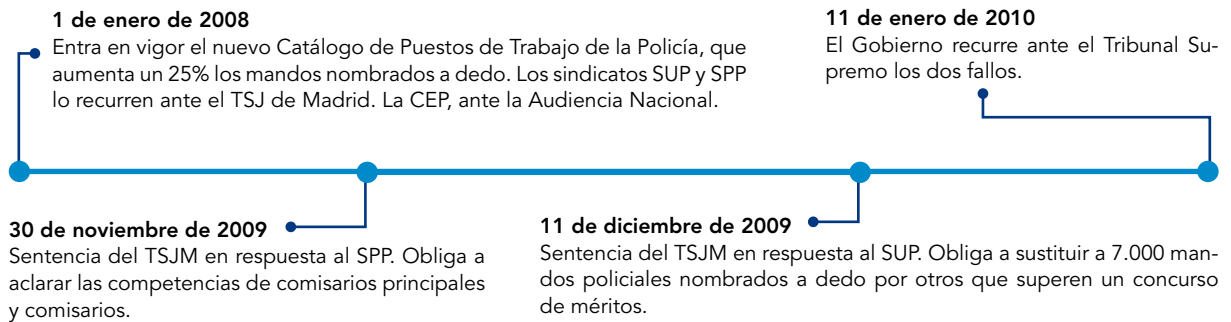 1 de enero de 2008
Entra en vigor el nuevo Catálogo de Puestos de Trabajo de la Policía, que
aumenta un 25% los mandos nombrados a dedo. Los sindicatos SUP y SPP
lo recurren ante el TSJ de Madrid. La CEP, ante la Audiencia Nacional.
11 de enero de 2010
El Gobierno recurre ante el Tribunal Su-
premo los dos fallos.
30 de noviembre de 2009
Sentencia del TSJM en respuesta al SPP. Obliga a
aclarar las competencias de comisarios principales
y comisarios.
11 de diciembre de 2009
Sentencia del TSJM en respuesta al SUP. Obliga a sustituir a 7.000 man-
dos policiales nombrados a dedo por otros que superen un concurso
de méritos.